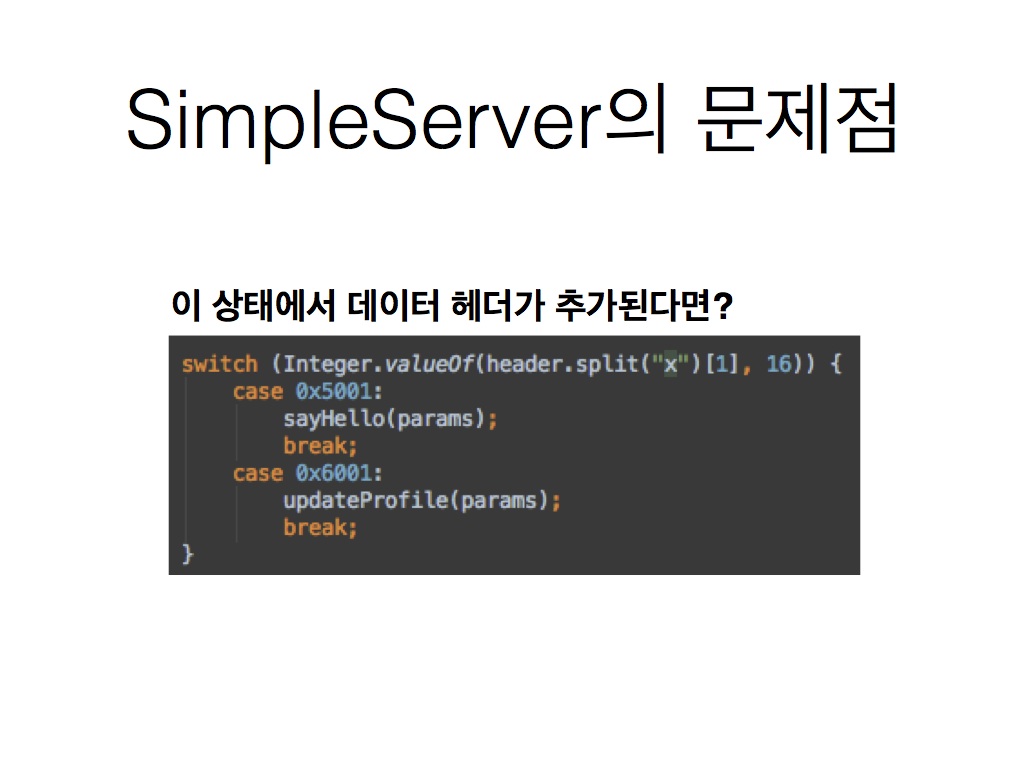 SimpleServer의 문제점
이 상태에서 데이터 헤더가 추가된다면?
switch (Integer.valueOf(header.split("x")[1], 16)) {
case 0x5001:
sayHello(params);
break;
case 0x6001:
updateProfile(params);
break;
}